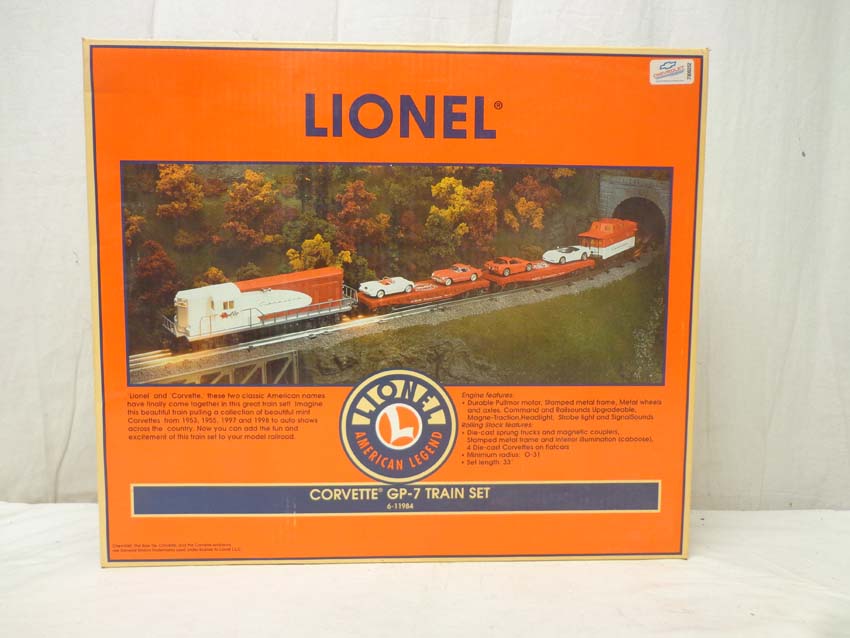 CHEVROLET
LIONEL®
Lionel and Corvette, these two classic American names
have finally come together in this great train set! Imagine
this beautiful train pulling a collection of beautiful mint
Corvettes from 1953, 1955, 1997 and 1998 to auto shows
across the country. Now you can add the fun and
excitement of this train set to your model railroad.
LIONEL
L
AMERICAN LEGEND
Engine features:
• Durable Pullmor motor, Stamped metal frame, Metal wheels
and axles, Command and Railsounds Upgradeable,
Magne-Traction, Headlight, Strobe light and SignalSounds
Rolling Stock features:
• Die-cast sprung trucks and magnetic couplers,
Stamped metal frame and interior illumination (caboose),
4 Die-cast Corvettes on flatcars
• Minimum radius: O-31
• Set length: 33"
CORVETTE® GP-7 TRAIN SET
6-11984